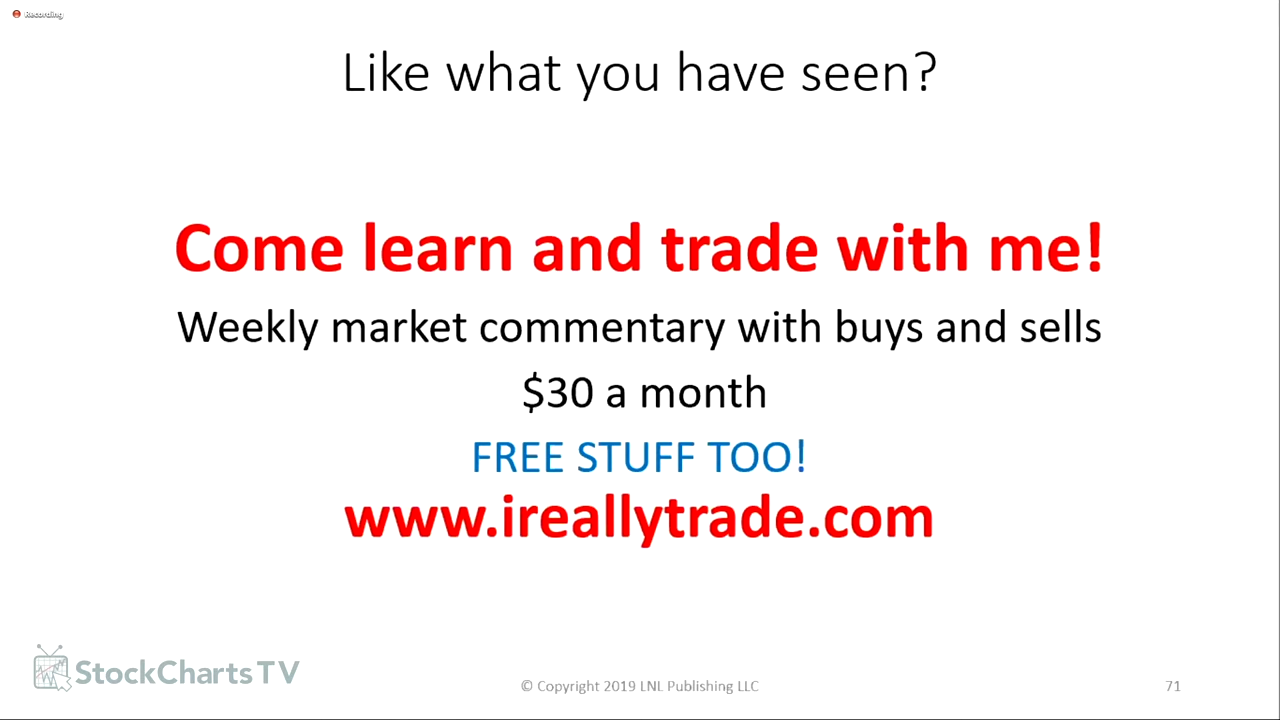 Recording
Like what you have seen?
Come learn and trade with me!
Weekly market commentary with buys and sells
$30 a month
FREE STUFF TOO!
www.ireallytrade.com
StockChartsTV
© Copyright 2019 LNL Publishing LLC
71